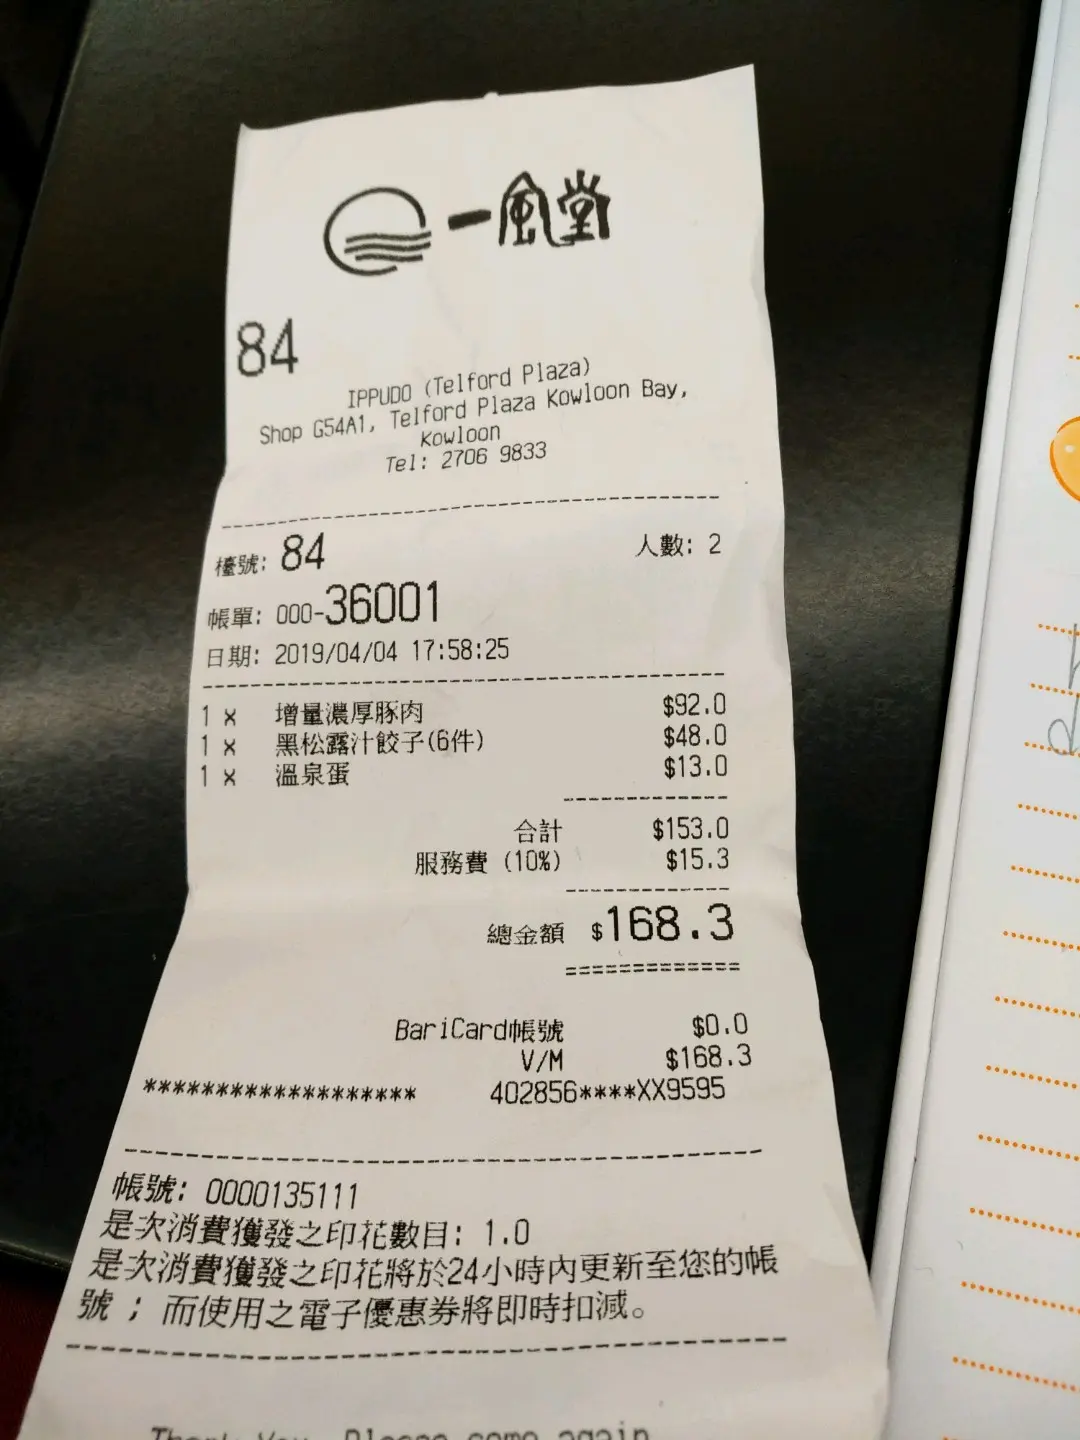 一風堂
84
IPPUDO (Telford Plaza)
Shop G54A1, Telford Plaza Kowloon Bay,
Kowloon
Tel: 2706 9833
檯號: 84 人數: 2
帳單: 000-36001
日期: 2019/04/04 17:58:25
1 x 增量濃厚豚肉 $92.0
1 x 黑松露汁餃子(6件) $48.0
1 x 溫泉蛋 $13.0
合計 $153.0
服務費 (10%) $15.3
總金額 $168.3
=============
BariCard帳號 $0.0
V/M $168.3
******************* 402856****XX9595
帳號: 0000135111
是次消費獲發之印花數目: 1.0
是次消費獲發之印花將於24小時內更新至您的帳
號 ; 而使用之電子優惠券將即時扣減。
Thank You, Please come again